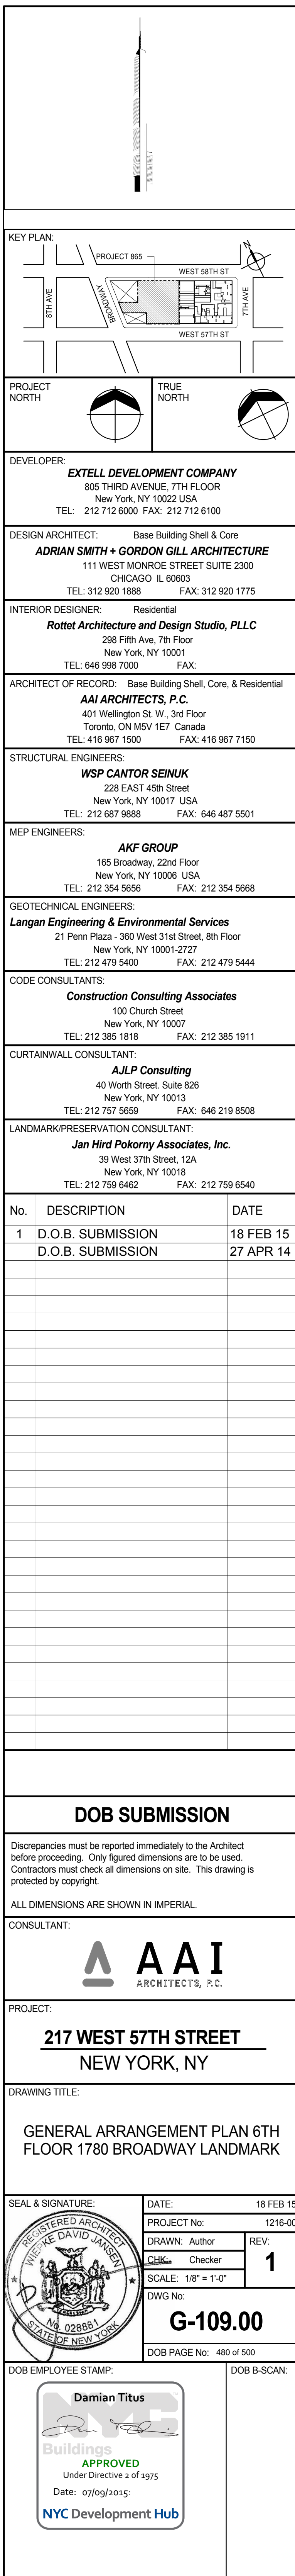 KEY PLAN:
PROJECT 865
N
WEST 58TH ST
8TH AVE
BROADWAY
7TH AVE
WEST 57TH ST
PROJECT
NORTH
TRUE
NORTH
DEVELOPER:
EXTELL DEVELOPMENT COMPANY
805 THIRD AVENUE, 7TH FLOOR
New York, NY 10022 USA
TEL: 212 712 6000 FAX: 212 712 6100
DESIGN ARCHITECT: Base Building Shell & Core
ADRIAN SMITH + GORDON GILL ARCHITECTURE
111 WEST MONROE STREET SUITE 2300
CHICAGO IL 60603
TEL: 312 920 1888 FAX: 312 920 1775
INTERIOR DESIGNER: Residential
Rottet Architecture and Design Studio, PLLC
298 Fifth Ave, 7th Floor
New York, NY 10001
TEL: 646 998 7000 FAX:
ARCHITECT OF RECORD: Base Building Shell, Core, & Residential
AAI ARCHITECTS, P.C.
401 Wellington St. W., 3rd Floor
Toronto, ON M5V 1E7 Canada
TEL: 416 967 1500 FAX: 416 967 7150
STRUCTURAL ENGINEERS:
WSP CANTOR SEINUK
228 EAST 45th Street
New York, NY 10017 USA
TEL: 212 687 9888 FAX: 646 487 5501
MEP ENGINEERS:
AKF GROUP
165 Broadway, 22nd Floor
New York, NY 10006 USA
TEL: 212 354 5656 FAX: 212 354 5668
GEOTECHNICAL ENGINEERS:
Langan Engineering & Environmental Services
21 Penn Plaza - 360 West 31st Street, 8th Floor
New York, NY 10001-2727
TEL: 212 479 5400 FAX: 212 479 5444
CODE CONSULTANTS:
Construction Consulting Associates
100 Church Street
New York, NY 10007
TEL: 212 385 1818 FAX: 212 385 1911
CURTAINWALL CONSULTANT:
AJLP Consulting
40 Worth Street. Suite 826
New York, NY 10013
TEL: 212 757 5659 FAX: 646 219 8508
LANDMARK/PRESERVATION CONSULTANT:
Jan Hird Pokorny Associates, Inc.
39 West 37th Street, 12A
New York, NY 10018
TEL: 212 759 6462 FAX: 212 759 6540
No. DESCRIPTION DATE
1 D.O.B. SUBMISSION 18 FEB 15
D.O.B. SUBMISSION 27 APR 14
DOB SUBMISSION
Discrepancies must be reported immediately to the Architect
before proceeding. Only figured dimensions are to be used.
Contractors must check all dimensions on site. This drawing is
protected by copyright.
ALL DIMENSIONS ARE SHOWN IN IMPERIAL.
CONSULTANT:
AAI
ARCHITECTS, P.C.
PROJECT:
217 WEST 57TH STREET
NEW YORK, NY
DRAWING TITLE:
GENERAL ARRANGEMENT PLAN 6TH
FLOOR 1780 BROADWAY LANDMARK
SEAL & SIGNATURE:
REGISTERED ARCHITECT
WIEPKE DAVID JANSEN
No. 028881
STATE OF NEW YORK
DATE: 18 FEB 15
PROJECT No: 1216-00
DRAWN: Author
REV:
CHK: Checker
1
SCALE: 1/8" = 1'-0"
DWG No:
G-109.00
DOB PAGE No: 480 of 500
DOB EMPLOYEE STAMP:
DOB B-SCAN:
NYC
Damian Titus
Buildings
APPROVED
Under Directive 2 of 1975
Date: 07/09/2015:
NYC Development Hub